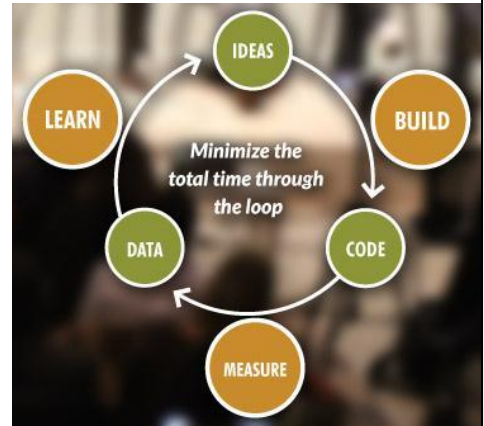 IDEAS
LEARN
BUILD
Minimize the
total time through
the loop
DATA
CODE
MEASURE